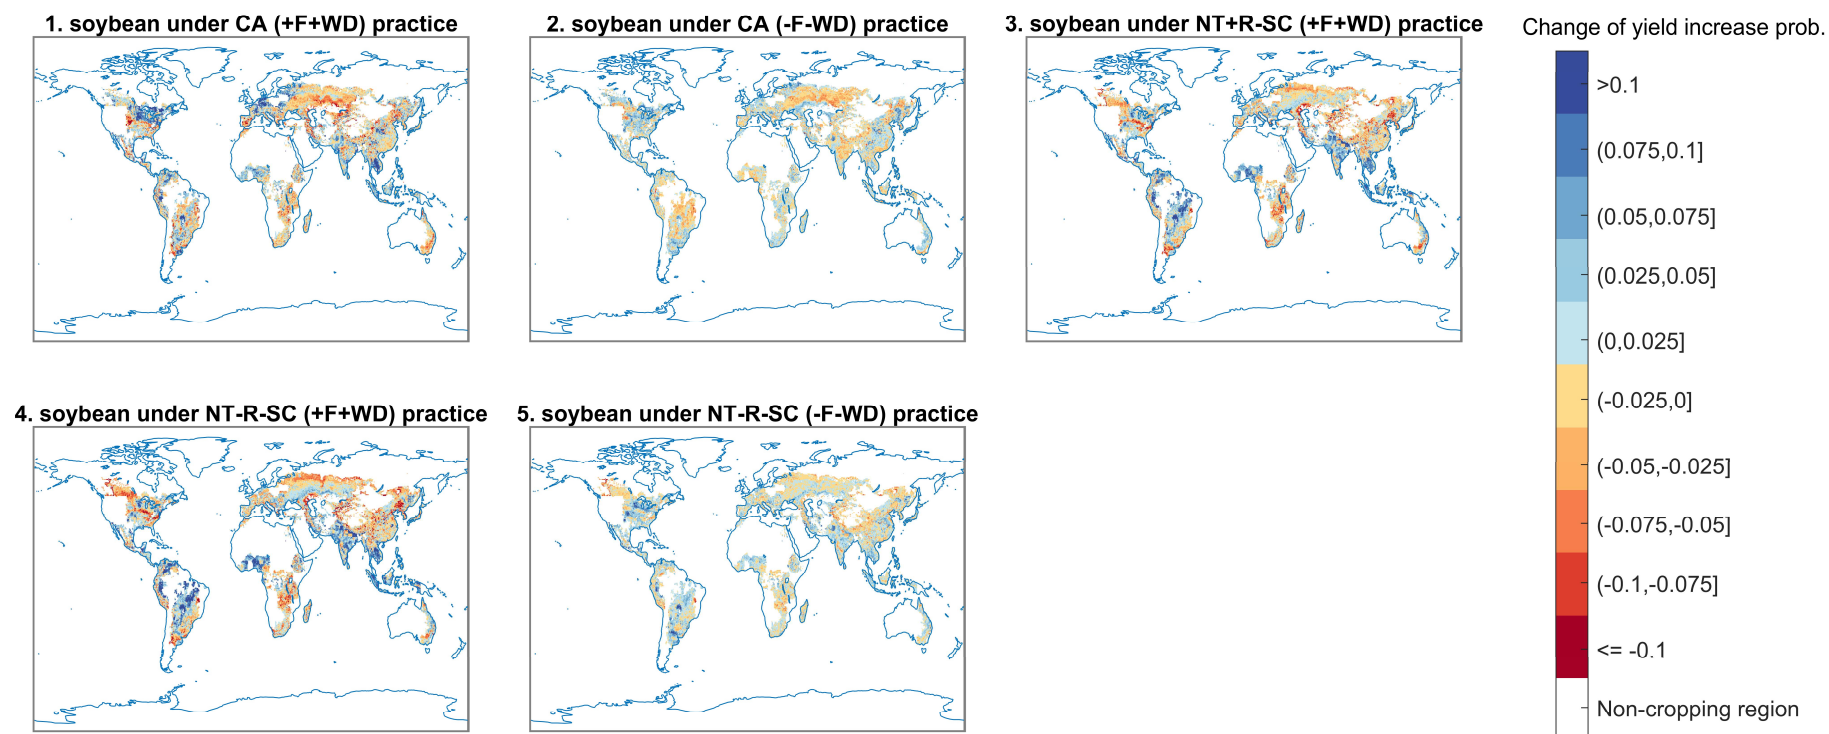 1. soybean under CA (+F+WD) practice
2. soybean under CA (-F-WD) practice
3. soybean under NT+R-SC (+F+WD) practice
Change of yield increase prob.
>0.1
(0.075,0.1]
(0.05,0.075]
(0.025,0.05]
(0,0.025]
(-0.025,0]
(-0.05,-0.025]
(-0.075,-0.05]
(-0.1,-0.075]
<= -0.1
Non-cropping region
4. soybean under NT-R-SC (+F+WD) practice
5. soybean under NT-R-SC (-F-WD) practice